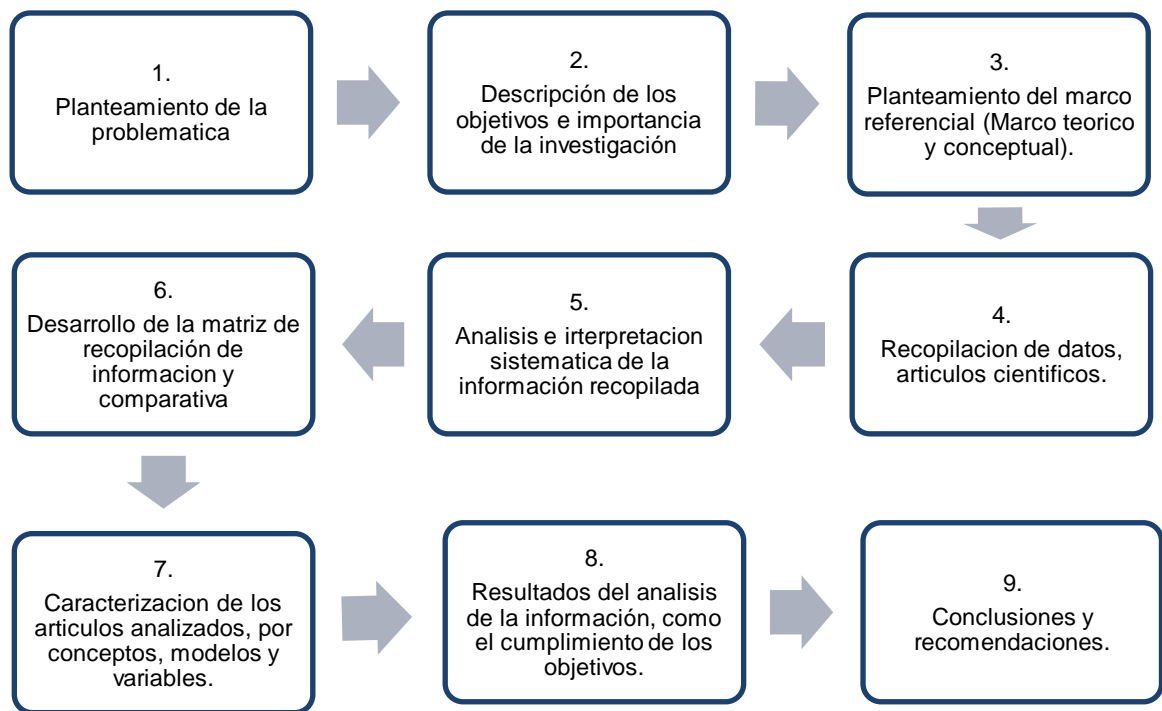 1.
Planteamiento de la
problematica
2.
Descripción de los
objetivos e importancia
de la investigación
3.
Planteamiento del marco
referencial (Marco teorico
y conceptual).
4.
Recopilacion de datos,
articulos cientificos.
5.
Analisis e irterpretacion
sistematica de la
información recopilada
6.
Desarrollo de la matriz de
recopilación de
informacion y
comparativa
7.
Caracterizacion de los
articulos analizados, por
conceptos, modelos y
variables.
8.
Resultados del analisis
de la información, como
el cumplimiento de los
objetivos.
9.
Conclusiones y
recomendaciones.